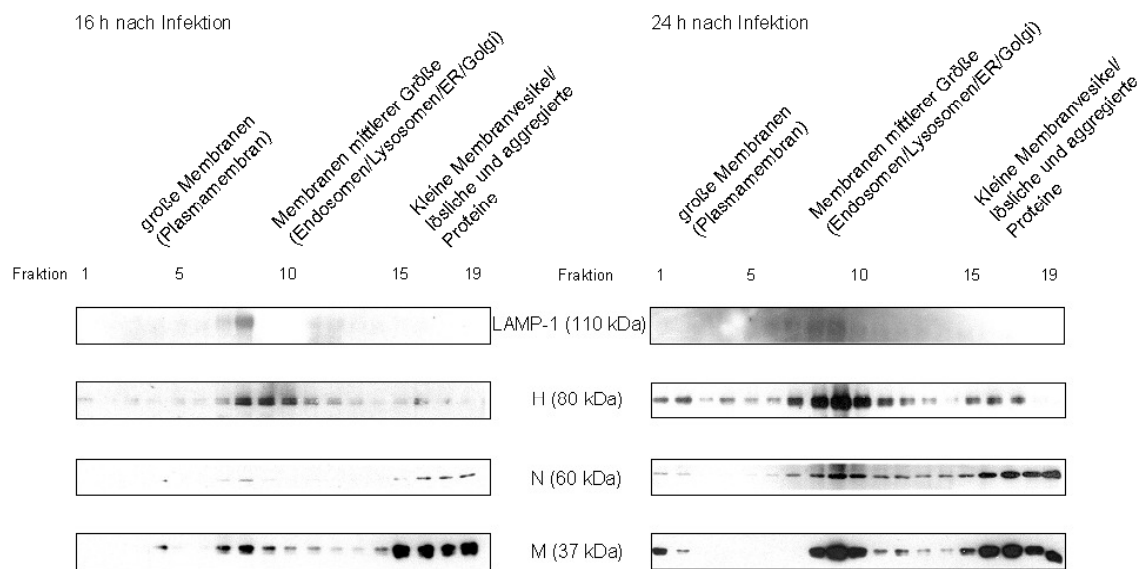 16 h nach Infektion
24 h nach Infektion
große Membranen
(Plasmamembran)
Membranen mittlerer Größe
(Endosomen/Lysosomen/ER/Golgi)
Kleine Membranvesikel/
lösliche und aggregierte
Proteine
große Membranen
(Plasmamembran)
Membranen mittlerer Größe
(Endosomen/Lysosomen/ER/Golgi)
Kleine Membranvesikel/
lösliche und aggregierte
Proteine
Fraktion 1 5 10 15 19
Fraktion 1 5 10 15 19
LAMP-1 (110 kDa)
H (80 kDa)
N (60 kDa)
M (37 kDa)